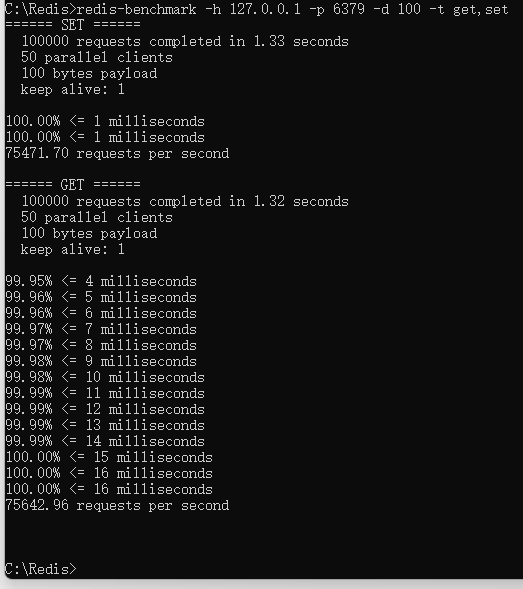 C:\Redis>redis-benchmark -h 127.0.0.1 -p 6379 -d 100 -t get,set
====== SET ======
  100000 requests completed in 1.33 seconds
  50 parallel clients
  100 bytes payload
  keep alive: 1

100.00% <= 1 milliseconds
100.00% <= 1 milliseconds
75471.70 requests per second

====== GET ======
  100000 requests completed in 1.32 seconds
  50 parallel clients
  100 bytes payload
  keep alive: 1

99.95% <= 4 milliseconds
99.96% <= 5 milliseconds
99.96% <= 6 milliseconds
99.97% <= 7 milliseconds
99.97% <= 8 milliseconds
99.98% <= 9 milliseconds
99.98% <= 10 milliseconds
99.99% <= 11 milliseconds
99.99% <= 12 milliseconds
99.99% <= 13 milliseconds
99.99% <= 14 milliseconds
100.00% <= 15 milliseconds
100.00% <= 16 milliseconds
100.00% <= 16 milliseconds
75642.96 requests per second

C:\Redis>